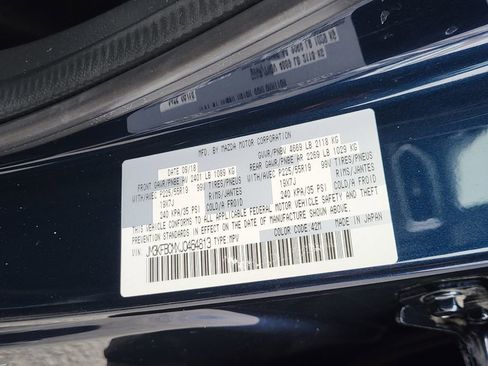 MFD BY MAZDA MOTOR CORPORATION
DATE 06/18 GVWR/PNBV 4669 LB 2118 KG
FRONT GAWR/PNBE AV 2401 LB 1089 KG REAR GAWR/PNBE AR 2269 LB 1029 KG
WITH/AVEC P225/55R19 99V TIRES/PNEUS WITH/AVEC P225/55R19 99V TIRES/PNEUS
19X7J RIMS/JANTES 19X7J RIMS/JANTES
240 KPA/35 PSI COLD/A FROID 240 KPA/35 PSI COLD/A FROID
THIS VEHICLE CONFORMS TO ALL APPLICABLE FEDERAL MOTOR VEHICLE SAFETY, BUMPER, AND THEFT
PREVENTION STANDARDS IN EFFECT ON THE DATE OF MANUFACTURE SHOWN ABOVE.
MADE IN JAPAN
VIN: TYPE: MPV COLOR CODE: 42M